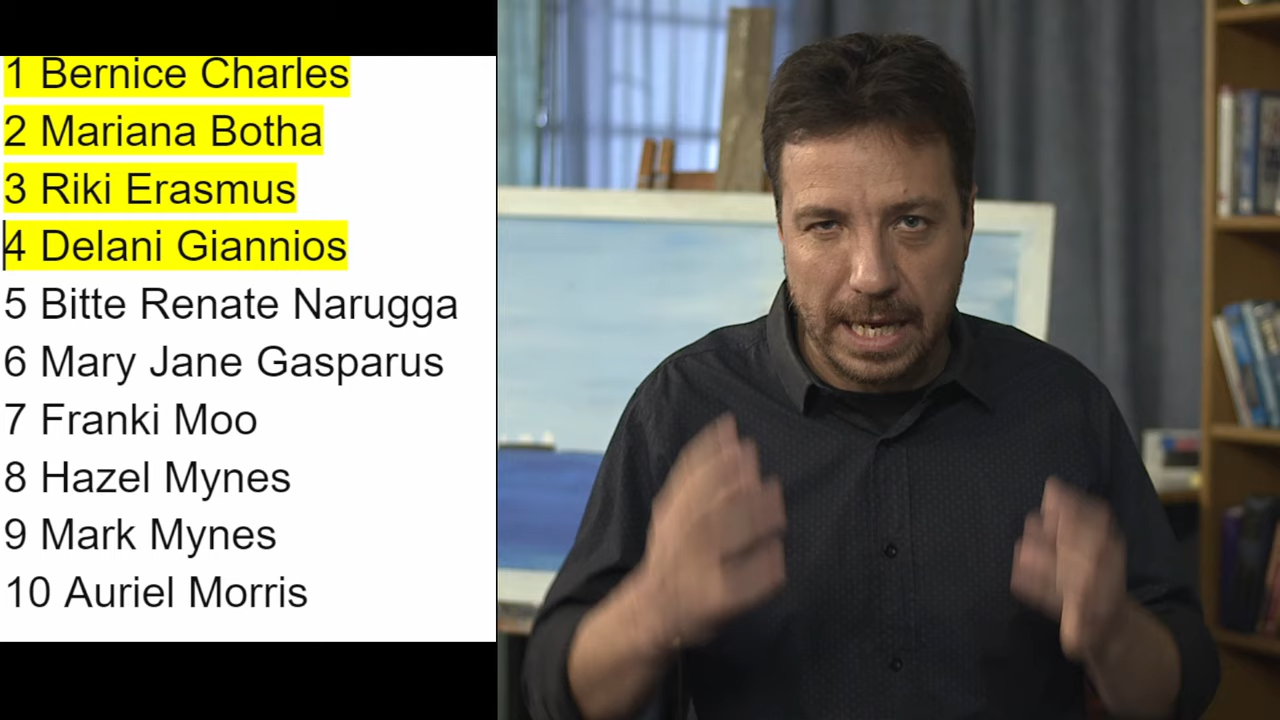 1 Bernice Charles
2 Mariana Botha
3 Riki Erasmus
4 Delani Giannios
5 Bitte Renate Narugga
6 Mary Jane Gasparus
7 Franki Moo
8 Hazel Mynes
9 Mark Mynes
10 Auriel Morris